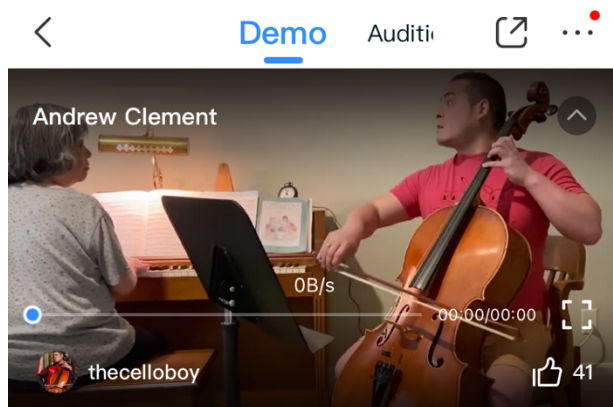 Demo Auditi
Andrew Clement
0B/s
00:00/00:00
thecelloboy
41